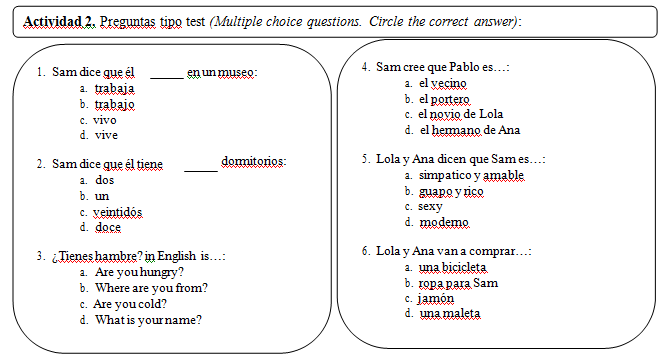 Actividad 2. Preguntas tipo test (Multiple choice questions. Circle the correct answer):
1. Sam dice que él _____ en un museo:
a. trabaja
b. trabajo
c. vivo
d. vive
2. Sam dice que él tiene _____ dormitorios:
a. dos
b. un
c. veintidós
d. doce
3. ¿Tienes hambre? in English is…:
a. Are you hungry?
b. Where are you from?
c. Are you cold?
d. What is your name?
4. Sam cree que Pablo es…:
a. el vecino
b. el portero
c. el novio de Lola
d. el hermano de Ana
5. Lola y Ana dicen que Sam es…:
a. simpatico y amable
b. guapo y rico
c. sexy
d. moderno
6. Lola y Ana van a comprar…:
a. una bicicleta
b. ropa para Sam
c. jamón
d. una maleta